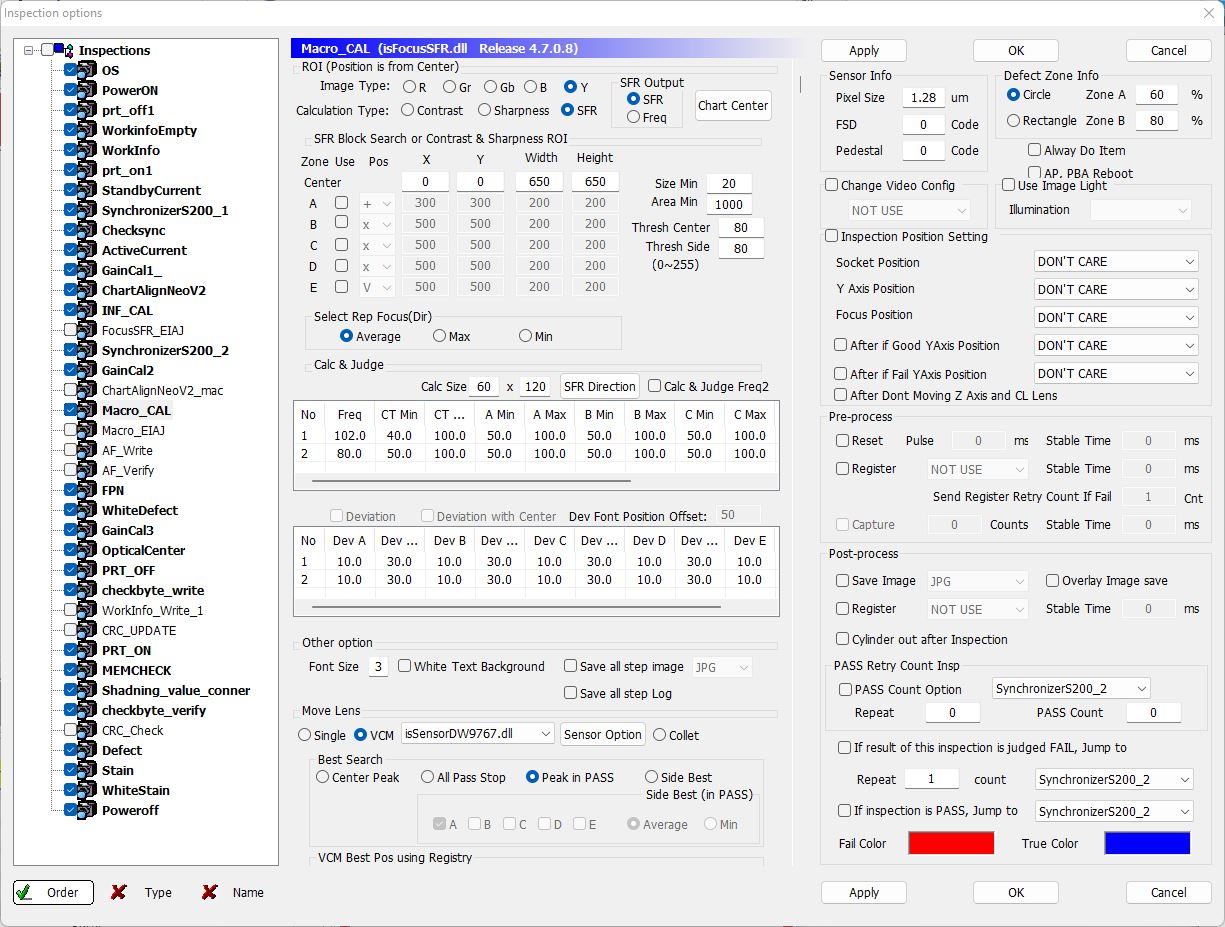 Inspection options
Inspections
OS
PowerON
prt_off1
WorkinfoEmpty
WorkInfo
prt_on1
StandbyCurrent
SynchronizerS200_1
Checksync
ActiveCurrent
GainCal1_
ChartAlignNeoV2
INF_CAL
FocusSFR_EIAJ
SynchronizerS200_2
GainCal2
ChartAlignNeoV2_mac
Macro_CAL
Macro_EIAJ
AF_Write
AF_Verify
FPN
WhiteDefect
GainCal3
OpticalCenter
PRT_OFF
checkbyte_write
WorkInfo_Write_1
CRC_UPDATE
PRT_ON
MEMCHECK
Shadning_value_conner
checkbyte_verify
CRC_Check
Defect
Stain
WhiteStain
Poweroff
Order Type Name
Macro_CAL (isFocusSFR.dll Release 4.7.0.8)
ROI (Position is from Center)
Image Type: R Gr Gb B Y
Calculation Type: Contrast Sharpness SFR
SFR Output
SFR
Freq
Chart Center
SFR Block Search or Contrast & Sharpness ROI
Zone Use Pos X Y Width Height
Center 0 0 650 650
A + 300 300 200 200
B x 500 500 200 200
C x 500 500 200 200
D x 500 500 200 200
E V 500 500 200 200
Size Min 20
Area Min 1000
Thresh Center 80
Thresh Side 80
(0~255)
Select Rep Focus(Dir)
Average Max Min
Calc & Judge
Calc Size 60 x 120 SFR Direction Calc & Judge Freq2
No Freq CT Min CT ... A Min A Max B Min B Max C Min C Max
1 102.0 40.0 100.0 50.0 100.0 50.0 100.0 50.0 100.0
2 80.0 50.0 100.0 50.0 100.0 50.0 100.0 50.0 100.0
Deviation Deviation with Center Dev Font Position Offset: 50
No Dev A Dev ... Dev B Dev ... Dev C Dev ... Dev D Dev ... Dev E
1 10.0 30.0 10.0 30.0 10.0 30.0 10.0 30.0 10.0
2 10.0 30.0 10.0 30.0 10.0 30.0 10.0 30.0 10.0
Other option
Font Size 3 White Text Background Save all step image JPG
Save all step Log
Move Lens
Single VCM isSensorDW9767.dll Sensor Option Collet
Best Search
Center Peak All Pass Stop Peak in PASS Side Best
Side Best (in PASS)
A B C D E Average Min
VCM Best Pos using Registry
Apply OK Cancel
Sensor Info
Pixel Size 1.28 um
FSD 0 Code
Pedestal 0 Code
Defect Zone Info
Circle Zone A 60 %
Rectangle Zone B 80 %
Alway Do Item
AP, PBA Reboot
Change Video Config
NOT USE
Use Image Light
Illumination
Inspection Position Setting
Socket Position DON'T CARE
Y Axis Position DON'T CARE
Focus Position DON'T CARE
After if Good YAxis Position DON'T CARE
After if Fail YAxis Position DON'T CARE
After Dont Moving Z Axis and CL Lens
Pre-process
Reset Pulse 0 ms Stable Time 0 ms
Register NOT USE Stable Time 0 ms
Send Register Retry Count If Fail 1 Cnt
Capture 0 Counts Stable Time 0 ms
Post-process
Save Image JPG Overlay Image save
Register NOT USE Stable Time 0 ms
Cylinder out after Inspection
PASS Retry Count Insp
PASS Count Option SynchronizerS200_2
Repeat 0 PASS Count 0
If result of this inspection is judged FAIL, Jump to
Repeat 1 count SynchronizerS200_2
If inspection is PASS, Jump to SynchronizerS200_2
Fail Color True Color
Apply OK Cancel